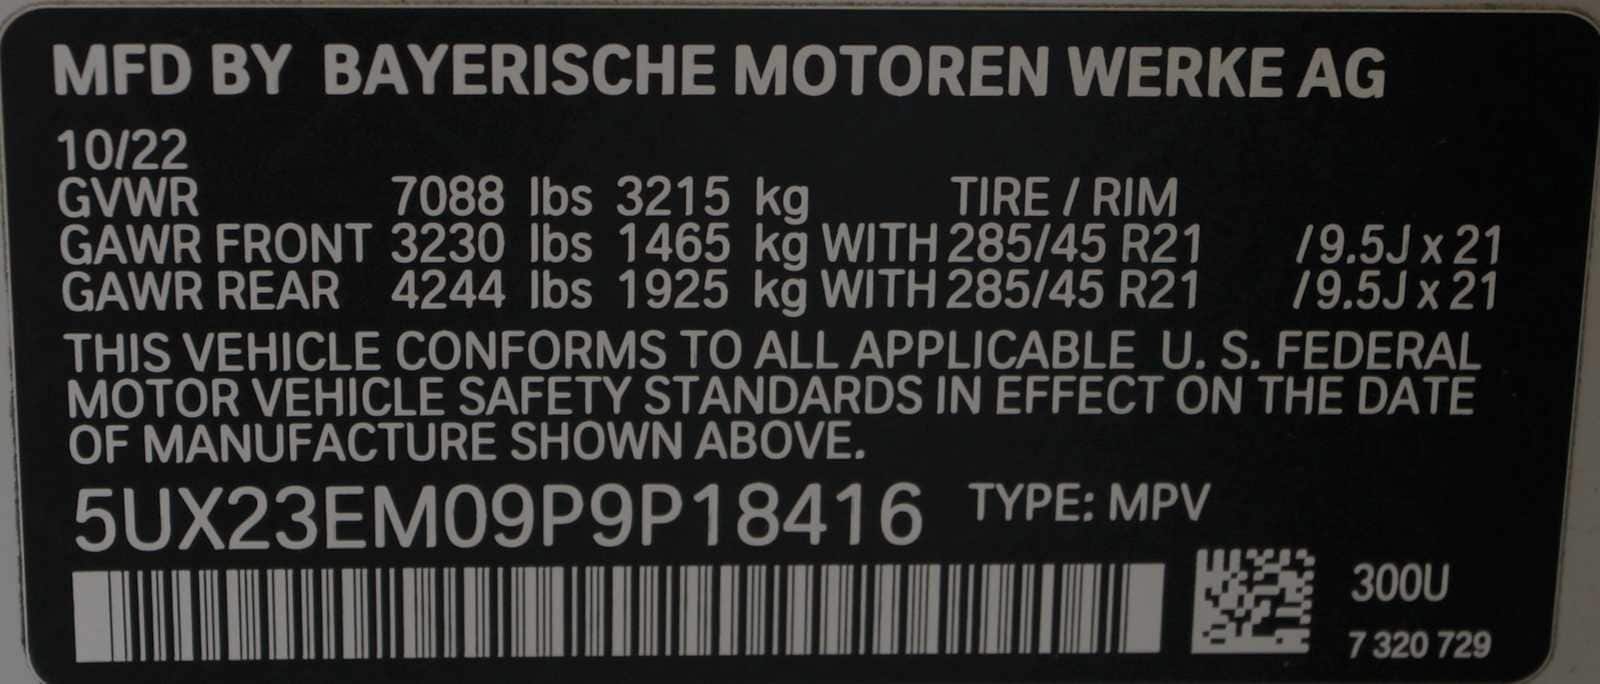 MFD BY BAYERISCHE MOTOREN WERKE AG
10/22
GVWR 7088 lbs 3215 kg TIRE / RIM
GAWR FRONT 3230 lbs 1465 kg WITH 285/45 R21 /9.5J x 21
GAWR REAR 4244 lbs 1925 kg WITH 285/45 R21 /9.5J x 21
THIS VEHICLE CONFORMS TO ALL APPLICABLE U. S. FEDERAL
MOTOR VEHICLE SAFETY STANDARDS IN EFFECT ON THE DATE
OF MANUFACTURE SHOWN ABOVE.
5UX23EM09P9P18416 TYPE: MPV
300U
7 320 729